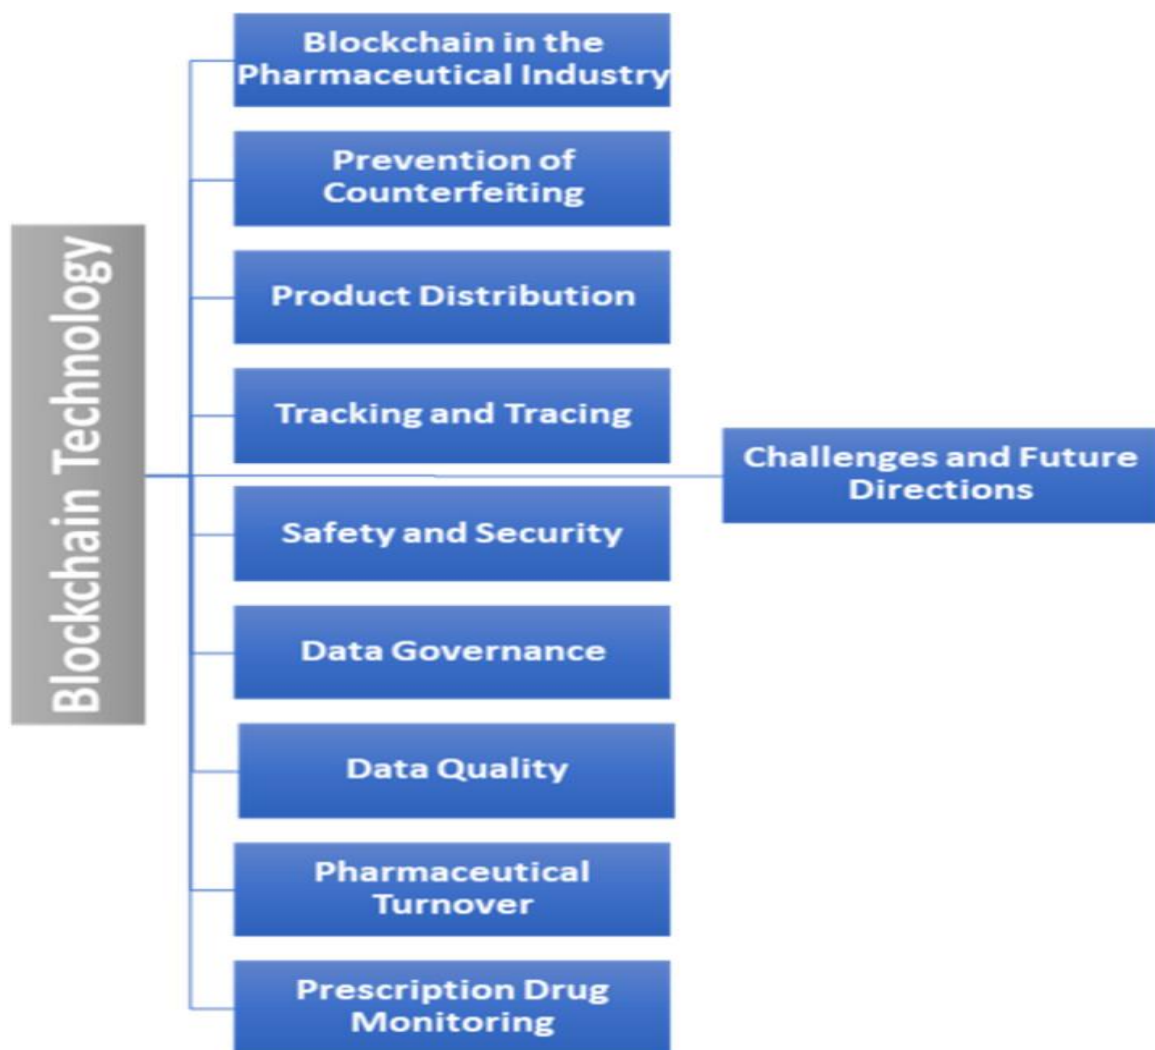 Blockchain Technology
Blockchain in the
Pharmaceutical Industry
Prevention of
Counterfeiting
Product Distribution
Tracking and Tracing
Challenges and Future
Directions
Safety and Security
Data Governance
Data Quality
Pharmaceutical
Turnover
Prescription Drug
Monitoring